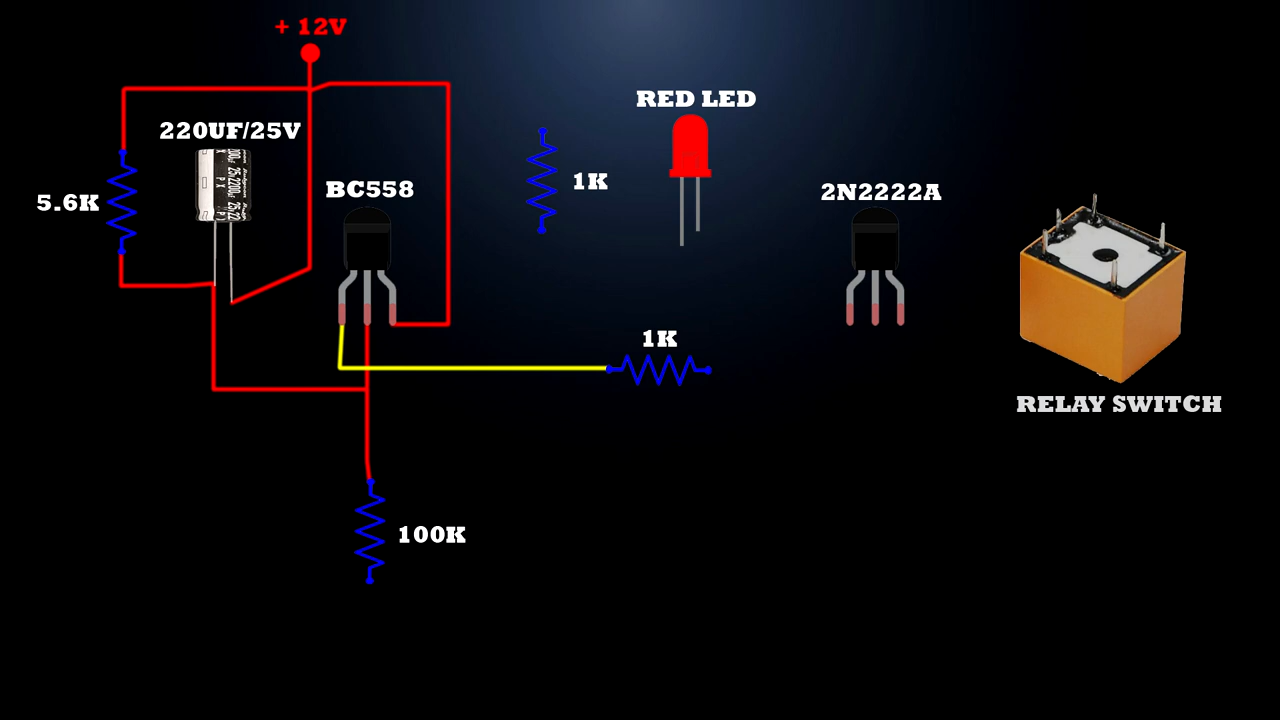 + 12V
RED LED
220UF/25V
1K
BC558
2N2222A
5.6K
1K
RELAY SWITCH
100K